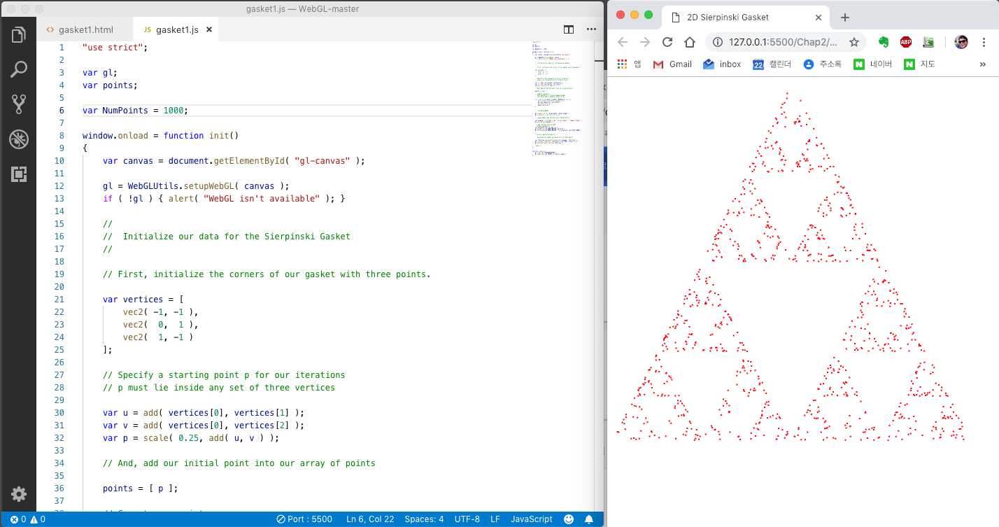 gasket1.js — WebGL-master
gasket1.html
JS gasket1.js
1 "use strict";
2
3 var gl;
4 var points;
5
6 var NumPoints = 1000;
7
8 window.onload = function init()
9 {
10 var canvas = document.getElementById( "gl-canvas" );
11
12 gl = WebGLUtils.setupWebGL( canvas );
13 if ( !gl ) { alert( "WebGL isn't available" ); }
14
15 //
16 //  Initialize our data for the Sierpinski Gasket
17 //
18
19 // First, initialize the corners of our gasket with three points.
20
21 var vertices = [
22 vec2( -1, -1 ),
23 vec2(  0,  1 ),
24 vec2(  1, -1 )
25 ];
26
27 // Specify a starting point p for our iterations
28 // p must lie inside any set of three vertices
29
30 var u = add( vertices[0], vertices[1] );
31 var v = add( vertices[0], vertices[2] );
32 var p = scale( 0.25, add( u, v ) );
33
34 // And, add our initial point into our array of points
35
36 points = [ p ];
37
0 0 Port : 5500 Ln 6, Col 22 Spaces: 4 UTF-8 LF JavaScript
2D Sierpinski Gasket
127.0.0.1:5500/Chap2/...
ABP
앱 Gmail inbox 22 캘린더 주소록 N 네이버 N 지도 »